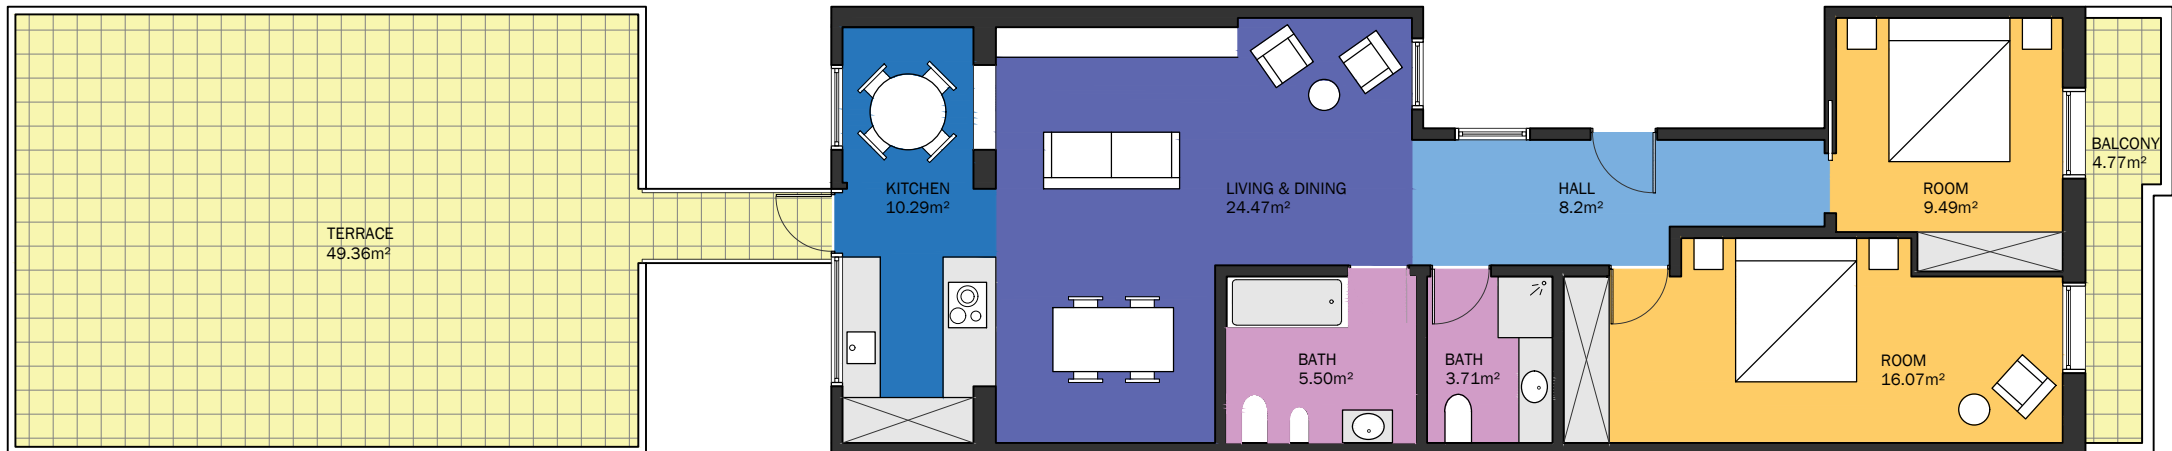 TERRACE
49.36m²
KITCHEN
10.29m²
LIVING & DINING
24.47m²
HALL
8.2m²
ROOM
9.49m²
BALCONY
4.77m²
BATH
5.50m²
BATH
3.71m²
ROOM
16.07m²